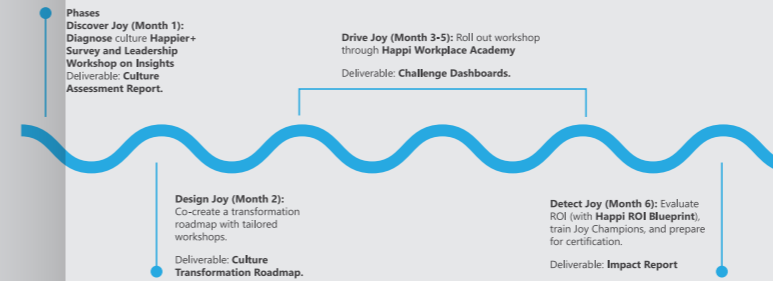 Phases
Discover Joy (Month 1):
Diagnose culture Happier+
Survey and Leadership
Workshop on Insights
Deliverable: Culture
Assessment Report.
Drive Joy (Month 3-5): Roll out workshop
through Happi Workplace Academy
Deliverable: Challenge Dashboards.
Design Joy (Month 2):
Co-create a transformation
roadmap with tailored
workshops.
Deliverable: Culture
Transformation Roadmap.
Detect Joy (Month 6): Evaluate
ROI (with Happi ROI Blueprint),
train Joy Champions, and prepare
for certification.
Deliverable: Impact Report